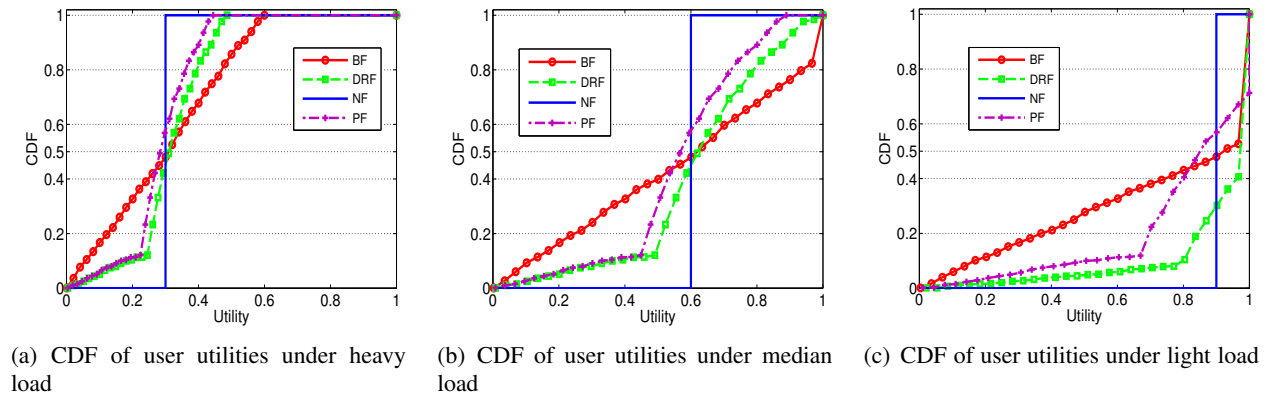 1
0.8
0.6
0.5
0.4
0.2
0
CDF
0 0.2 0.4 0.6 0.8 1
Utility
BF
DRF
NF
PF
1
0.8
0.6
0.5
0.4
0.2
0
CDF
0 0.2 0.4 0.6 0.8 1
Utility
BF
DRF
NF
PF
1
0.8
0.6
0.5
0.4
0.2
0
CDF
0 0.2 0.4 0.6 0.8 1
Utility
BF
DRF
NF
PF
(a) CDF of user utilities under heavy
load
(b) CDF of user utilities under median
load
(c) CDF of user utilities under light load